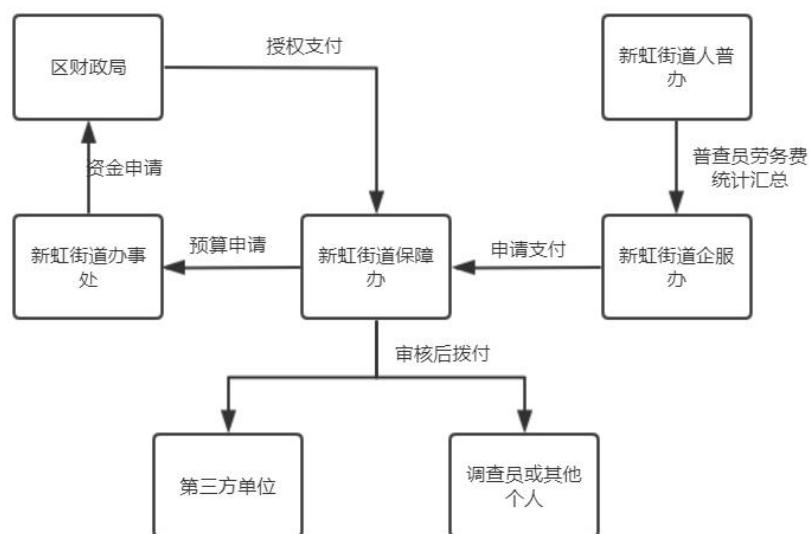 区财政局
授权支付
新虹街道人普
办
资金申请
普查员劳务费
统计汇总
新虹街道办事
处
预算申请
新虹街道保障
办
申请支付
新虹街道企服
办
审核后拨付
第三方单位
调查员或其他
个人